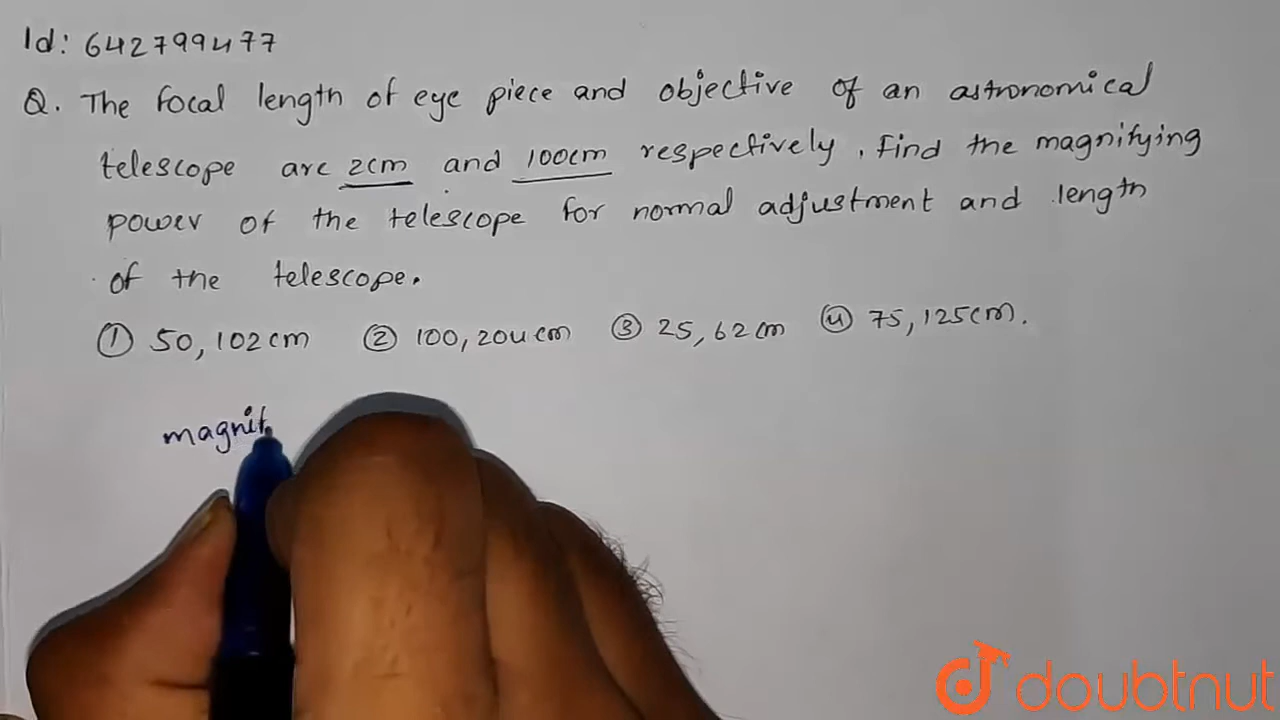 Id: 642799477
Q. The focal length of eye piece and objective of an astronomical
telescope are 2cm and 100cm respectively. Find the magnifying
power of the telescope for normal adjustment and length
of the telescope.
① 50, 102cm ② 100, 204cm ③ 25, 62cm ④ 75, 125cm.
magnif
doubtnut